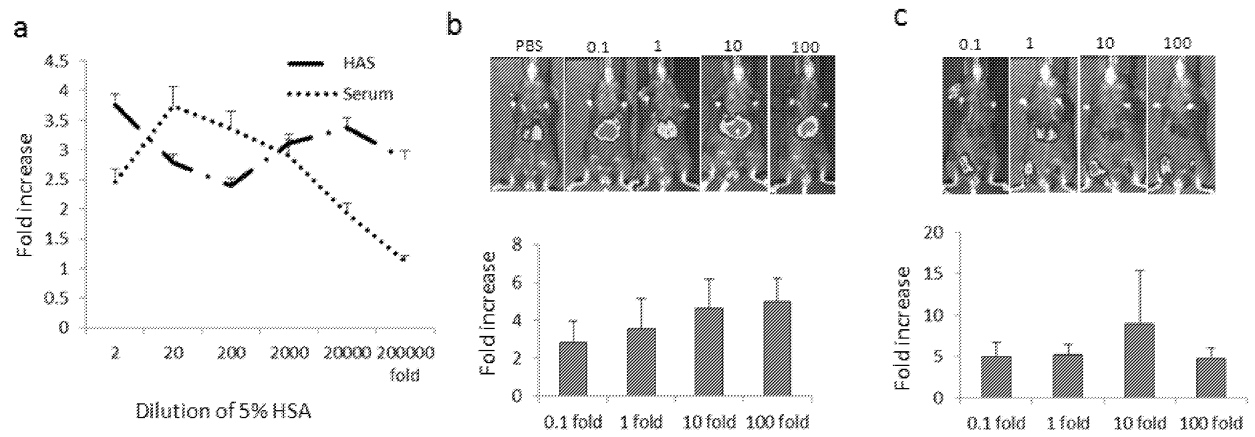 a
4.5
4
3.5
3
2.5
2
1.5
1
0.5
0
Fold increase
HAS
Serum
2 20 200 2000 20000 200000
fold
Dilution of 5% HSA
b
PBS 0.1 1 10 100
8
6
4
2
0
Fold increase
0.1 fold 1 fold 10 fold 100 fold
c
0.1 1 10 100
20
15
10
5
0
Fold increase
0.1 fold 1 fold 10 fold 100 fold